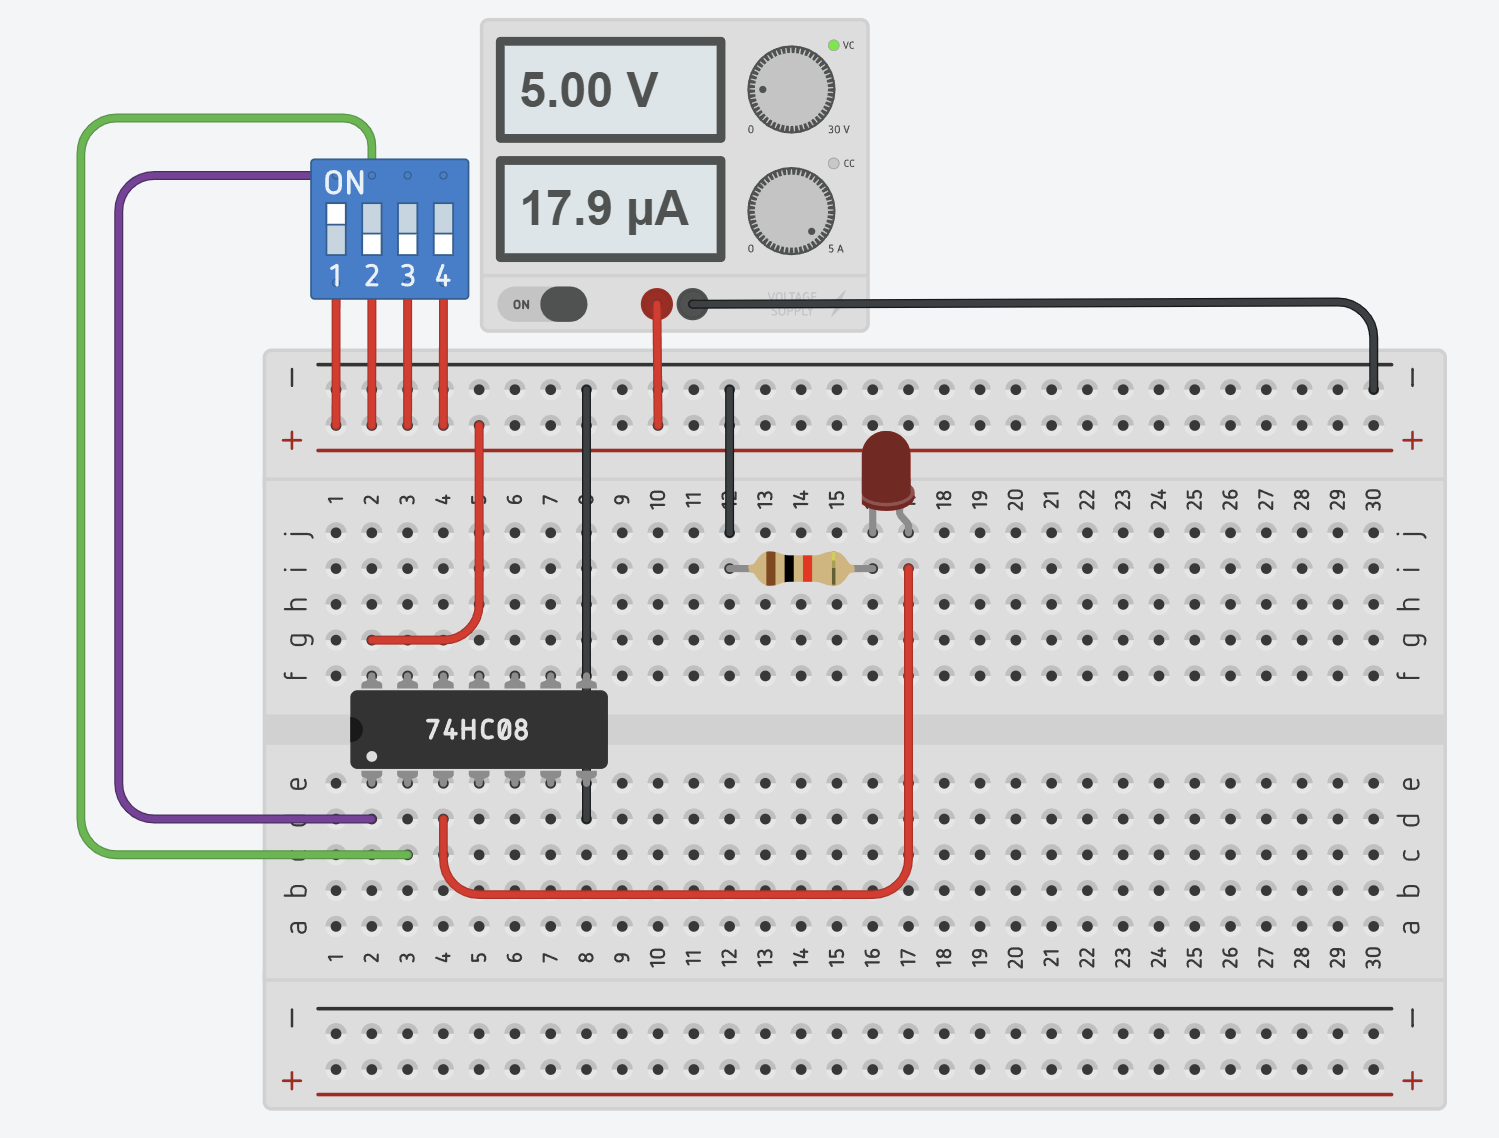 5.00 V
VC
0 30 V
17.9 µA
CC
0 5 A
ON
VOLTAGE
SUPPLY
ON
1 2 3 4
− −
+ +
1 2 3 4 5 6 7 8 9 10 11 12 13 14 15 17 18 19 20 21 22 23 24 25 26 27 28 29 30
j j
i i
h h
g g
f f
74HC08
e e
d d
c c
b b
a a
1 2 3 4 5 6 7 8 9 10 11 12 13 14 15 16 17 18 19 20 21 22 23 24 25 26 27 28 29 30
− −
+ +